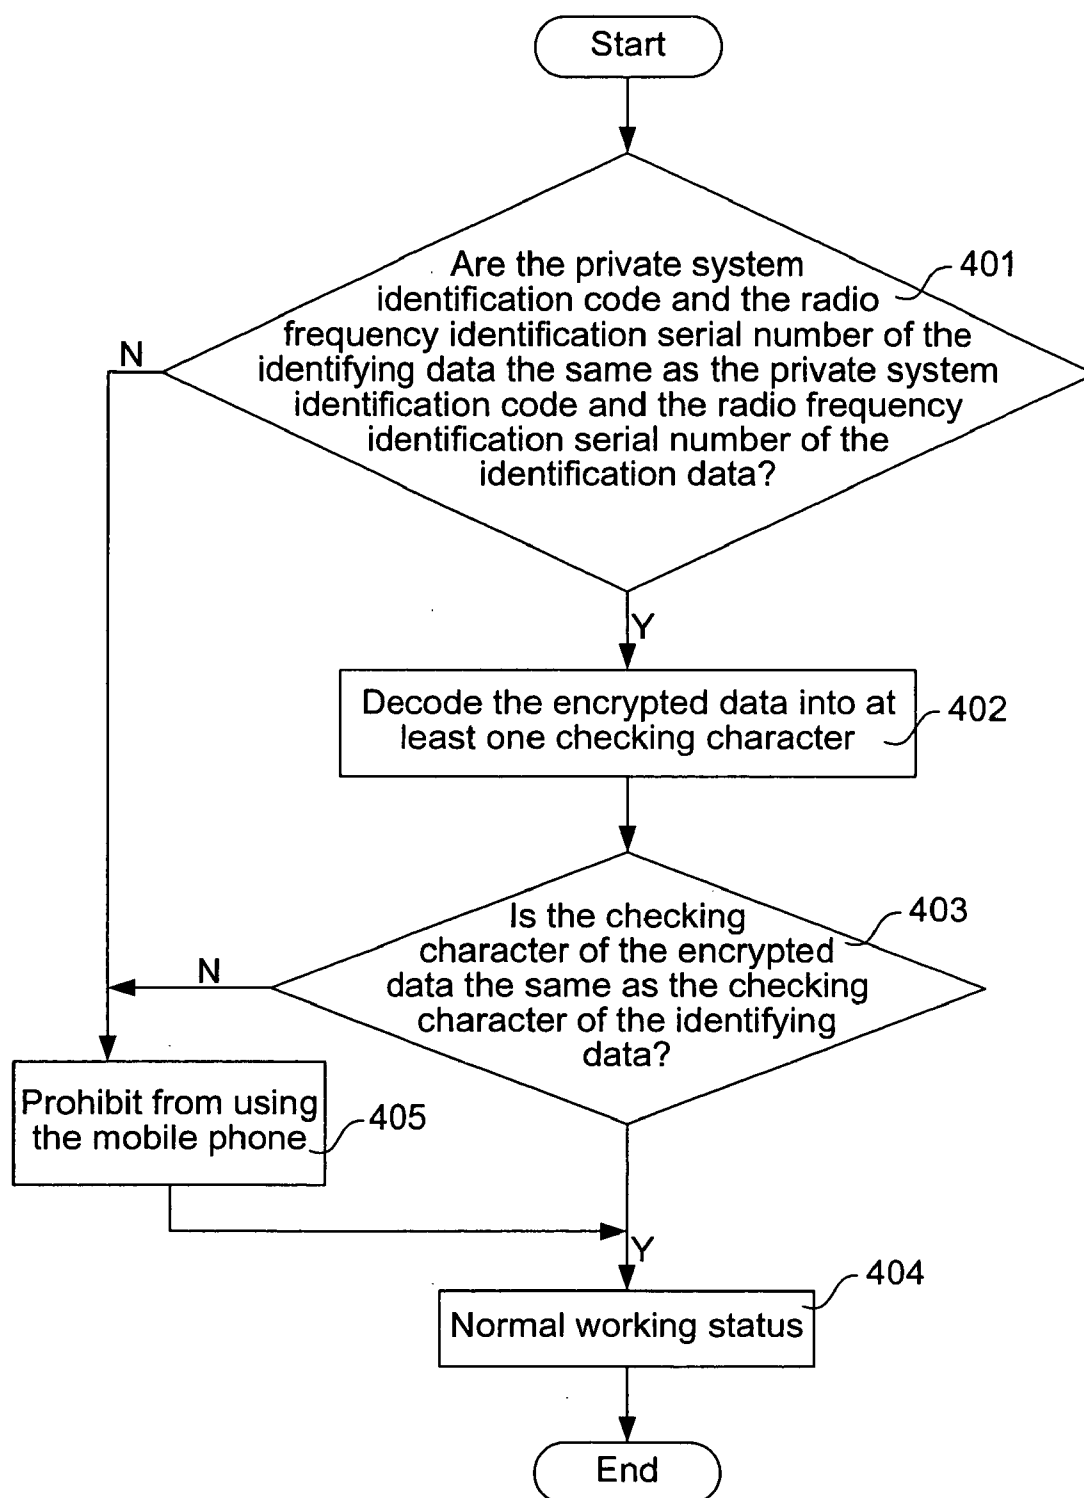 Start
Are the private system
identification code and the radio
frequency identification serial number of the
identifying data the same as the private system
identification code and the radio frequency
identification serial number of the
identification data?
401
N
Y
Decode the encrypted data into at
least one checking character
402
Is the checking
character of the encrypted
data the same as the checking
character of the identifying
data?
403
N
Prohibit from using
the mobile phone
405
Y
Normal working status
404
End